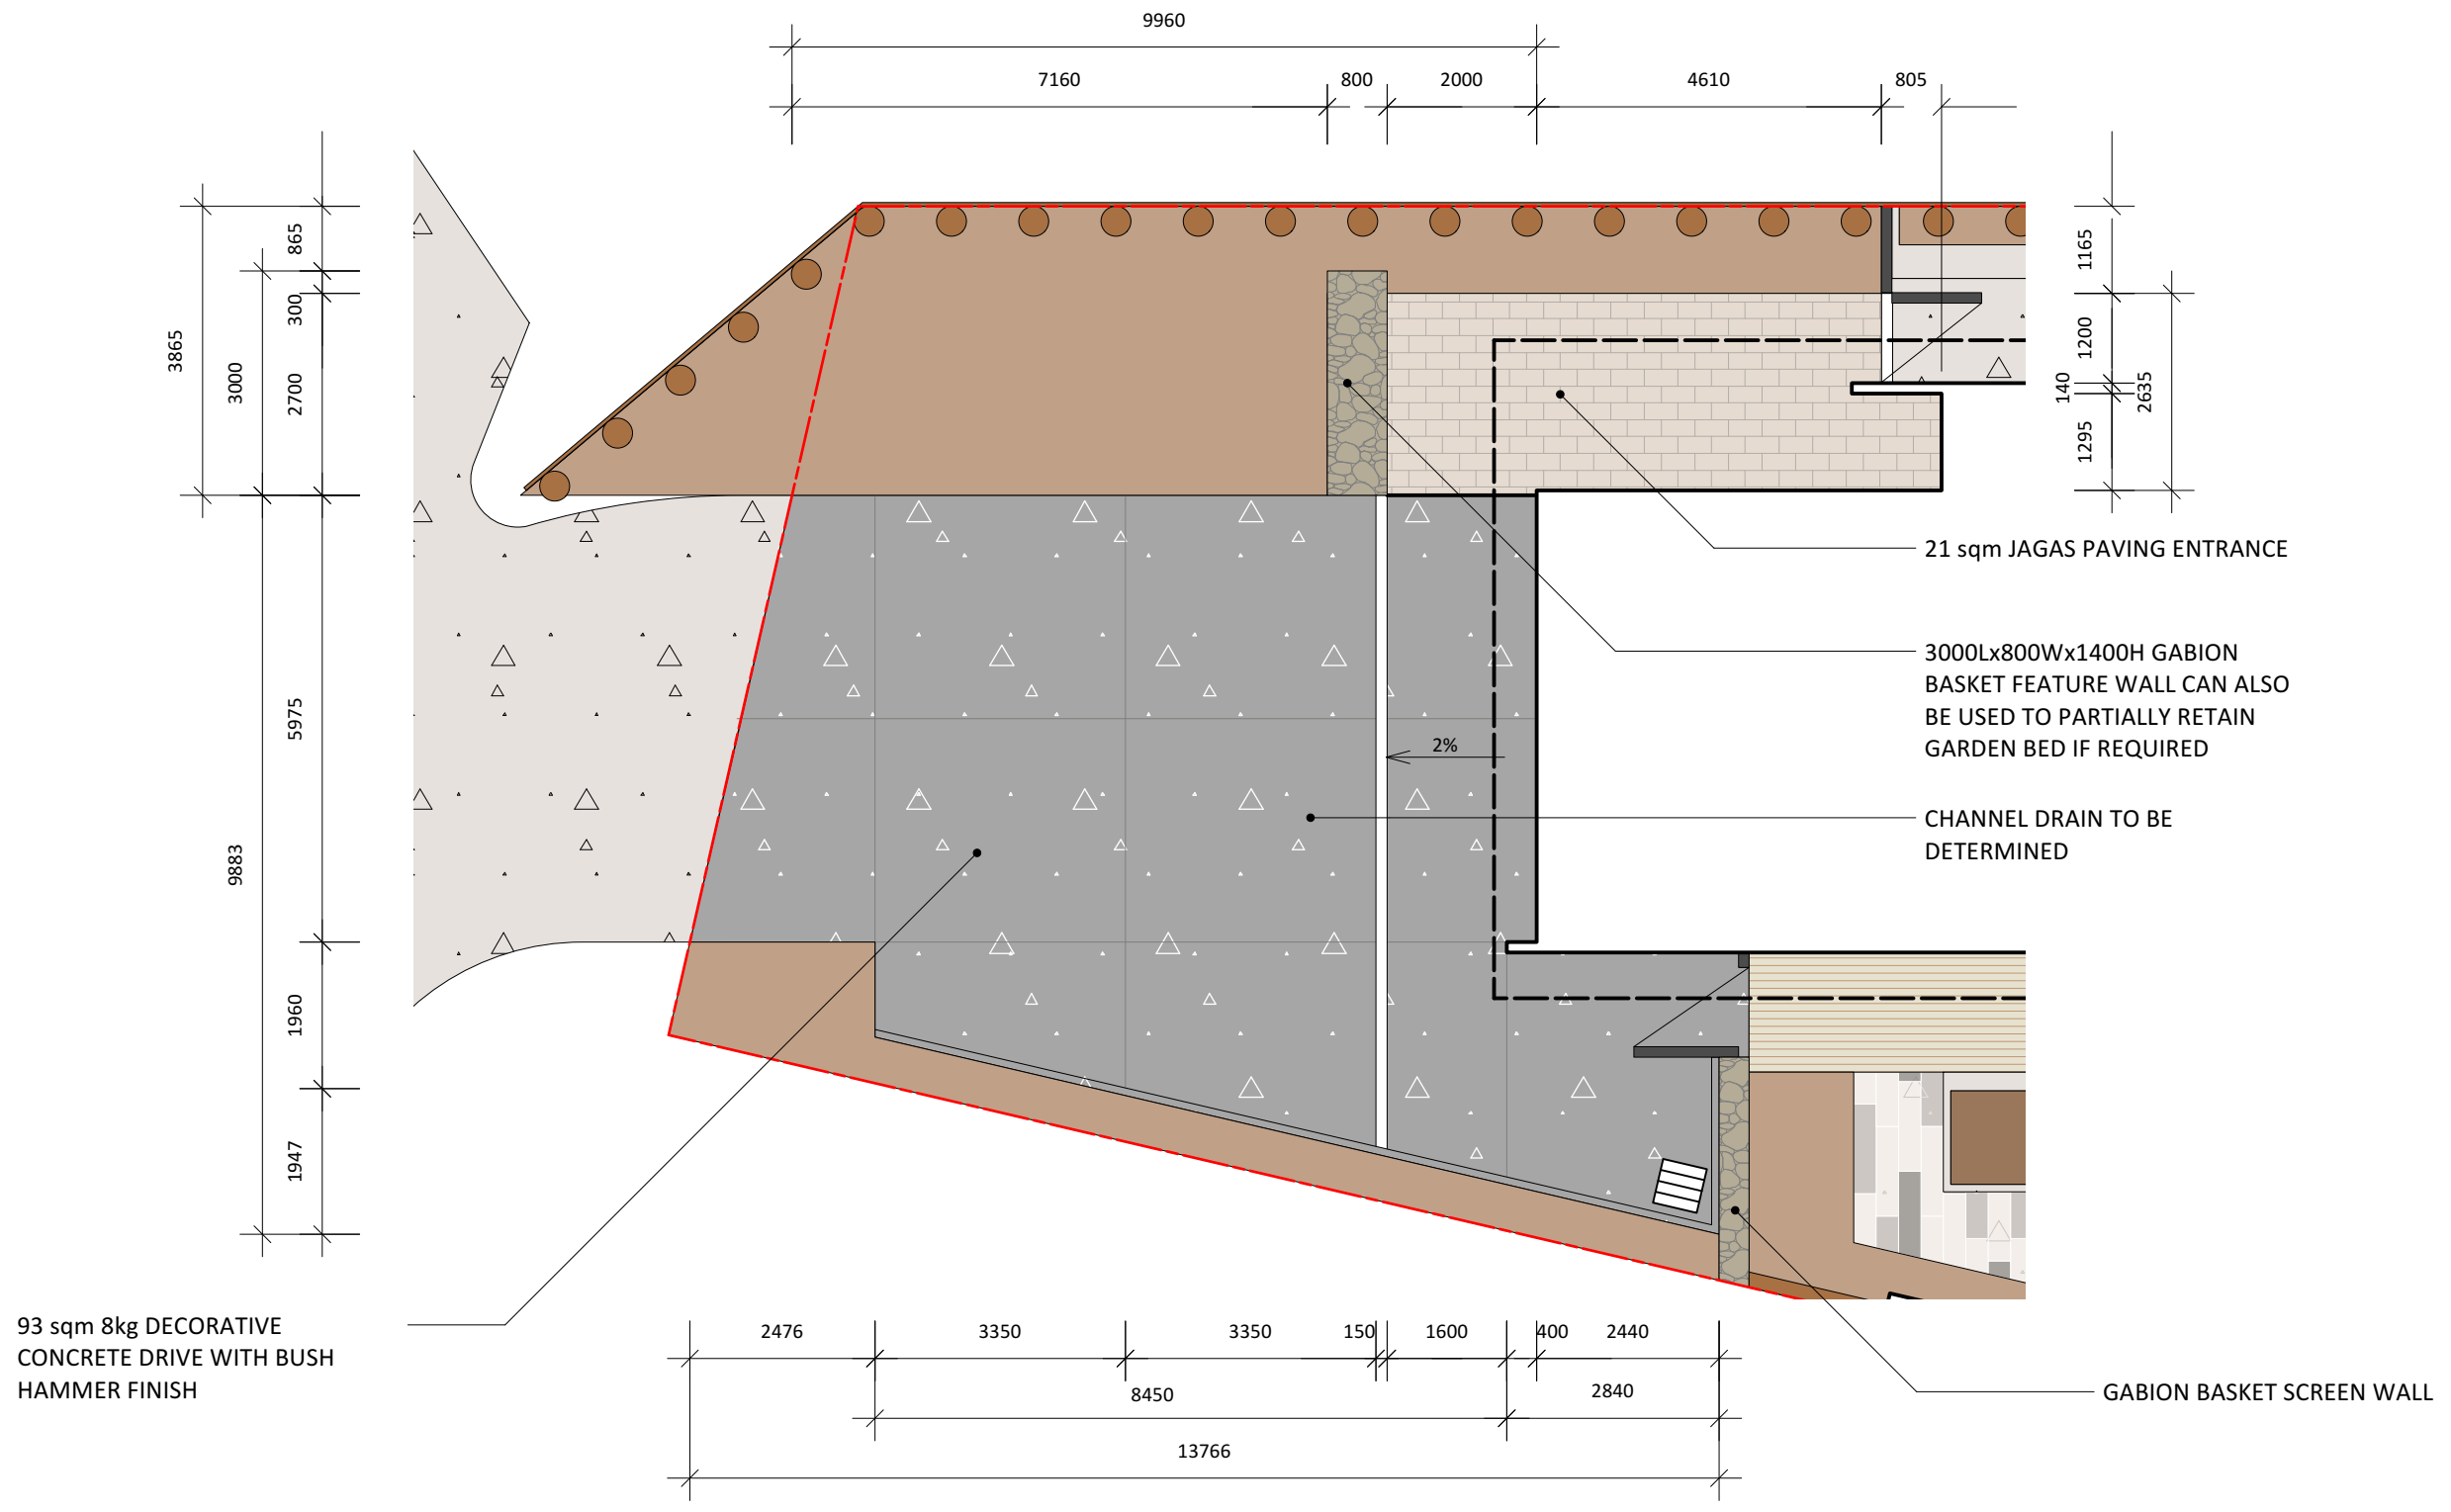 9960
7160
800
2000
4610
805
865
300
2700
3865
3000
5975
9883
1960
1947
1165
1200
140
2635
1295
2%
21 sqm JAGAS PAVING ENTRANCE
3000Lx800Wx1400H GABION
BASKET FEATURE WALL CAN ALSO
BE USED TO PARTIALLY RETAIN
GARDEN BED IF REQUIRED
CHANNEL DRAIN TO BE
DETERMINED
93 sqm 8kg DECORATIVE
CONCRETE DRIVE WITH BUSH
HAMMER FINISH
2476
3350
3350
150
1600
400
2440
8450
2840
13766
GABION BASKET SCREEN WALL